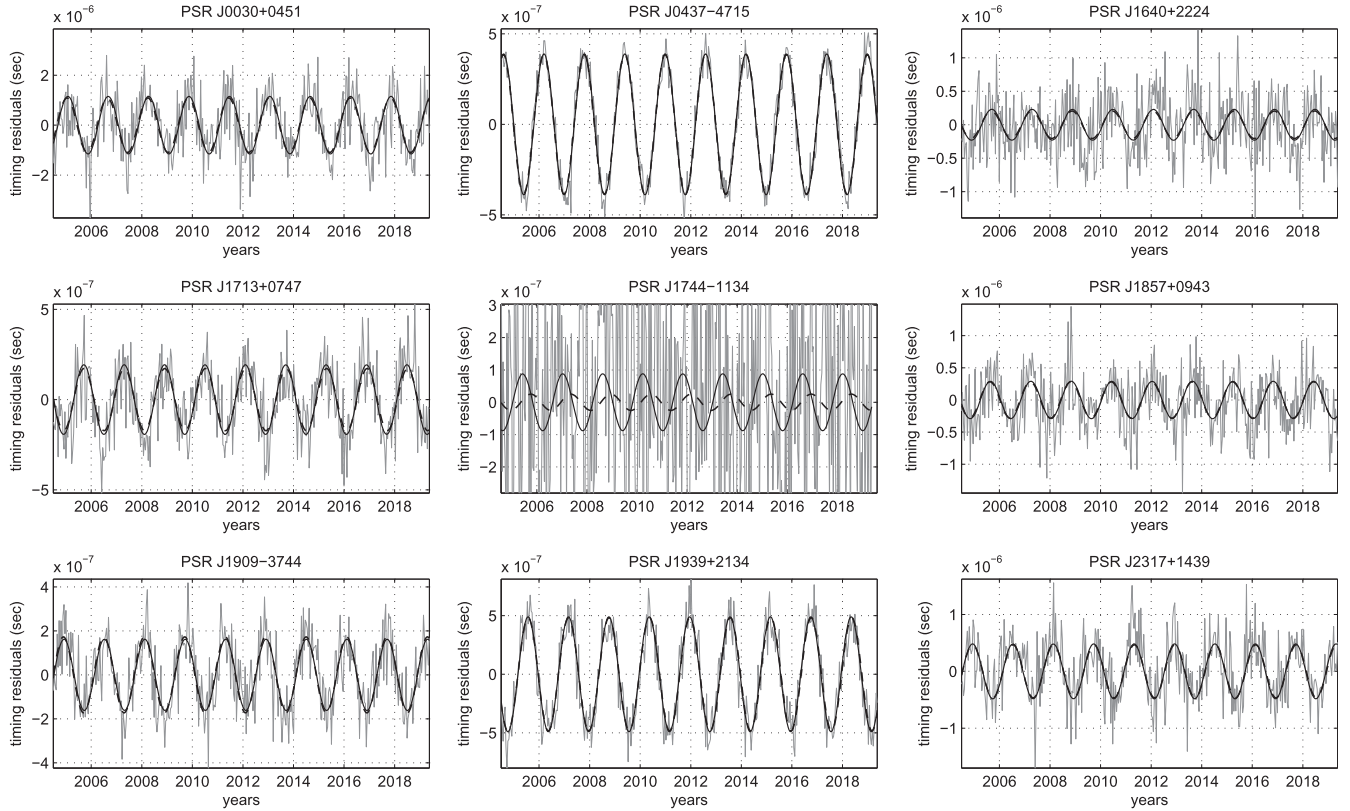 x 10⁻⁶ PSR J0030+0451
timing residuals (sec)
2
0
−2
2006 2008 2010 2012 2014 2016 2018
years
x 10⁻⁷ PSR J0437−4715
timing residuals (sec)
5
0
−5
2006 2008 2010 2012 2014 2016 2018
years
x 10⁻⁶ PSR J1640+2224
timing residuals (sec)
1
0.5
0
−0.5
−1
2006 2008 2010 2012 2014 2016 2018
years
x 10⁻⁷ PSR J1713+0747
timing residuals (sec)
5
0
−5
2006 2008 2010 2012 2014 2016 2018
years
x 10⁻⁷ PSR J1744−1134
timing residuals (sec)
3
2
1
0
−1
−2
2006 2008 2010 2012 2014 2016 2018
years
x 10⁻⁶ PSR J1857+0943
timing residuals (sec)
1
0.5
0
−0.5
−1
2006 2008 2010 2012 2014 2016 2018
years
x 10⁻⁷ PSR J1909−3744
timing residuals (sec)
4
2
0
−2
−4
2006 2008 2010 2012 2014 2016 2018
years
x 10⁻⁷ PSR J1939+2134
timing residuals (sec)
5
0
−5
2006 2008 2010 2012 2014 2016 2018
years
x 10⁻⁶ PSR J2317+1439
timing residuals (sec)
1
0
−1
2006 2008 2010 2012 2014 2016 2018
years